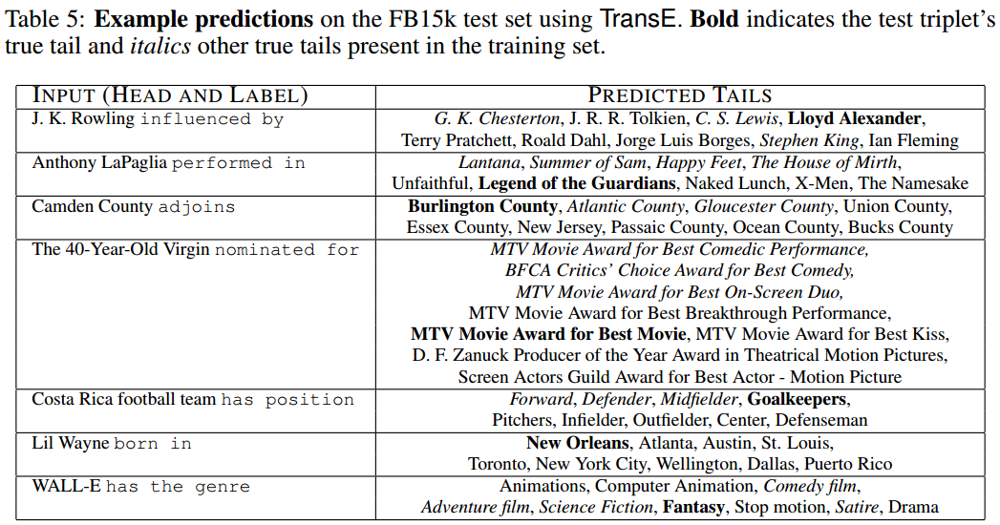 Table 5: Example predictions on the FB15k test set using TransE. Bold indicates the test triplet's
true tail and italics other true tails present in the training set.
INPUT (HEAD AND LABEL)
PREDICTED TAILS
J. K. Rowling influenced by
G. K. Chesterton, J. R. R. Tolkien, C. S. Lewis, Lloyd Alexander,
Terry Pratchett, Roald Dahl, Jorge Luis Borges, Stephen King, Ian Fleming
Anthony LaPaglia performed in
Lantana, Summer of Sam, Happy Feet, The House of Mirth,
Unfaithful, Legend of the Guardians, Naked Lunch, X-Men, The Namesake
Camden County adjoins
Burlington County, Atlantic County, Gloucester County, Union County,
Essex County, New Jersey, Passaic County, Ocean County, Bucks County
The 40-Year-Old Virgin nominated for
MTV Movie Award for Best Comedic Performance,
BFCA Critics' Choice Award for Best Comedy,
MTV Movie Award for Best On-Screen Duo,
MTV Movie Award for Best Breakthrough Performance,
MTV Movie Award for Best Movie, MTV Movie Award for Best Kiss,
D. F. Zanuck Producer of the Year Award in Theatrical Motion Pictures,
Screen Actors Guild Award for Best Actor - Motion Picture
Costa Rica football team has position
Forward, Defender, Midfielder, Goalkeepers,
Pitchers, Infielder, Outfielder, Center, Defenseman
Lil Wayne born in
New Orleans, Atlanta, Austin, St. Louis,
Toronto, New York City, Wellington, Dallas, Puerto Rico
WALL-E has the genre
Animations, Computer Animation, Comedy film,
Adventure film, Science Fiction, Fantasy, Stop motion, Satire, Drama